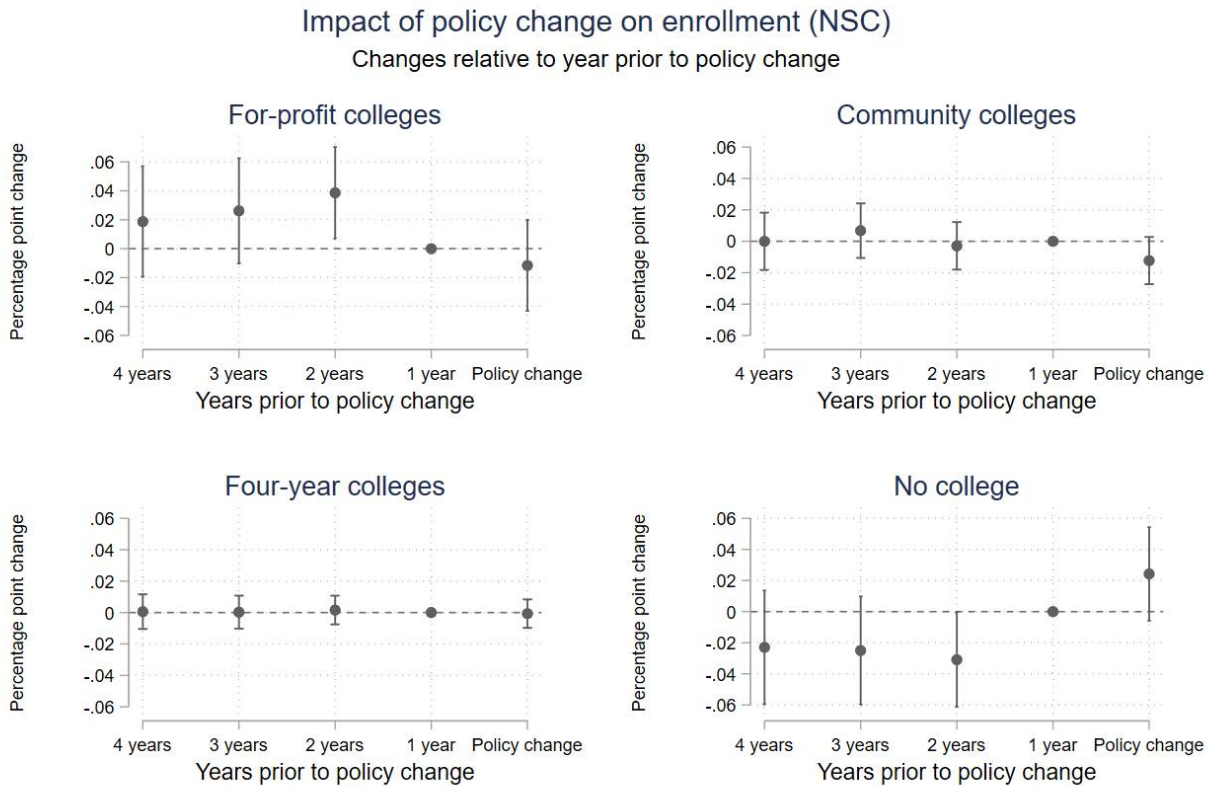 Impact of policy change on enrollment (NSC)
Changes relative to year prior to policy change
For-profit colleges
Percentage point change
.06
.04
.02
0
-.02
-.04
-.06
4 years
3 years
2 years
1 year
Policy change
Years prior to policy change
Community colleges
Percentage point change
.06
.04
.02
0
-.02
-.04
-.06
4 years
3 years
2 years
1 year
Policy change
Years prior to policy change
Four-year colleges
Percentage point change
.06
.04
.02
0
-.02
-.04
-.06
4 years
3 years
2 years
1 year
Policy change
Years prior to policy change
No college
Percentage point change
.06
.04
.02
0
-.02
-.04
-.06
4 years
3 years
2 years
1 year
Policy change
Years prior to policy change